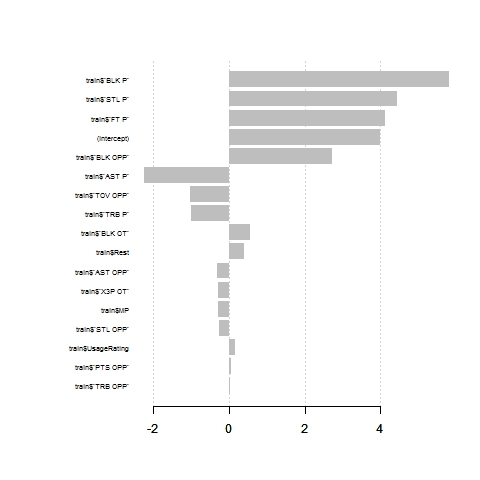 train$`BLK P`
train$`STL P`
train$`FT P`
(Intercept)
train$`BLK OPP`
train$`AST P`
train$`TOV OPP`
train$`TRB P`
train$`BLK OT`
train$Rest
train$`AST OPP`
train$`X3P OT`
train$MP
train$`STL OPP`
train$UsageRating
train$`PTS OPP`
train$`TRB OPP`
-2 0 2 4